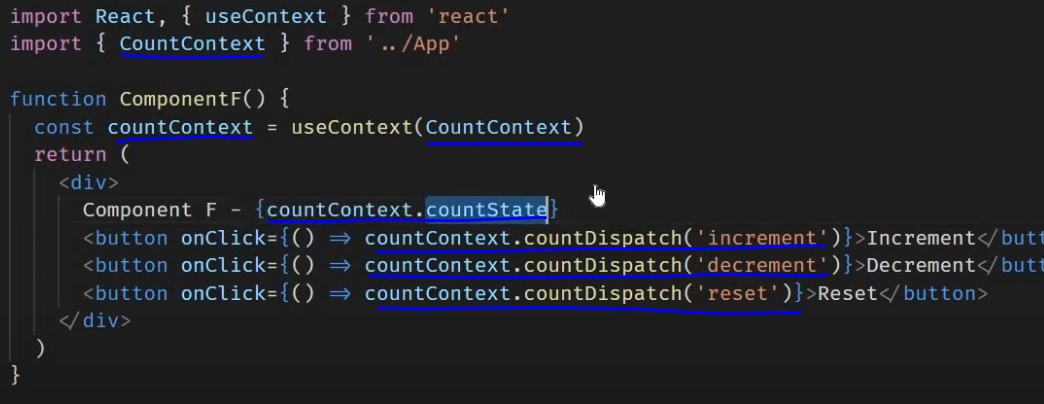 import React, { useContext } from 'react'
import { CountContext } from '../App'
function ComponentF() {
const countContext = useContext(CountContext)
return (
<div>
Component F - {countContext.countState}
<button onClick={() => countContext.countDispatch('increment')}>Increment</butt
<button onClick={() => countContext.countDispatch('decrement')}>Decrement</butt
<button onClick={() => countContext.countDispatch('reset')}>Reset</button>
</div>
)
}